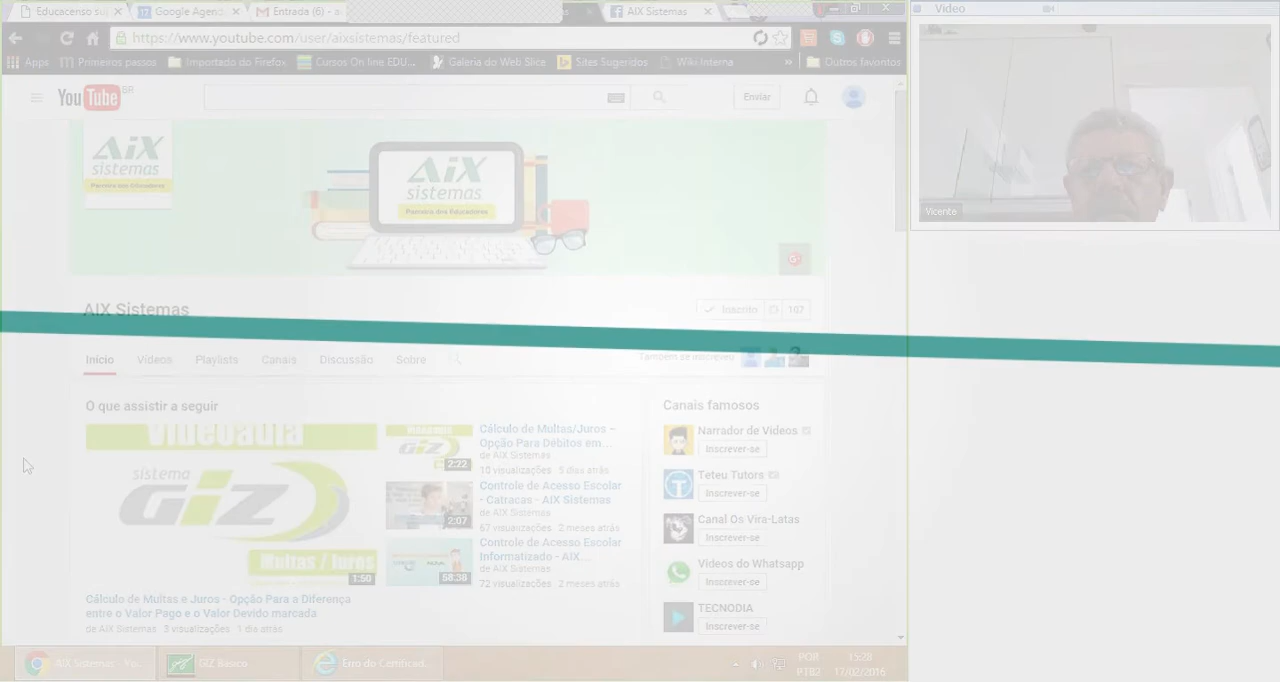 Educacenso su
Google Agen
Entrada (6) - a
AIX Sistemas
Video
https://www.youtube.com/user/aixsistemas/featured
Apps
Primeiros passos
Importado do Firefox
Cursos On line EDU...
Galeria do Web Slice
Sites Sugeridos
Wiki Interna
»
Outros favoritos
YouTube BR
Enviar
AiX
sistemas
Parceira dos Educadores
AiX
sistemas
Parceira dos Educadores
Vicente
AIX Sistemas
Inscrito
107
Início
Vídeos
Playlists
Canais
Discussão
Sobre
Também se inscreveu
O que assistir a seguir
Videoaula
sistema
GIZ
Multas / Juros
1:50
Cálculo de Multas e Juros - Opção Para a Diferença
entre o Valor Pago e o Valor Devido marcada
de AIX Sistemas 3 visualizações 1 dia atrás
GIZ
2:22
Cálculo de Multas/Juros –
Opção Para Débitos em...
de AIX Sistemas
10 visualizações 5 dias atrás
2:07
Controle de Acesso Escolar
- Catracas - AIX Sistemas
de AIX Sistemas
67 visualizações 2 meses atrás
58:38
Controle de Acesso Escolar
Informatizado - AIX...
de AIX Sistemas
72 visualizações 2 meses atrás
Canais famosos
Narrador de Videos
Inscrever-se
Teteu Tutors
Inscrever-se
Canal Os Vira-Latas
Inscrever-se
Vídeos do Whatsapp
Inscrever-se
TECNODIA
Inscrever-se
AIX Sistemas - You...
GIZ Básico
Erro do Certificad...
POR
PTB2
15:28
17/02/2016